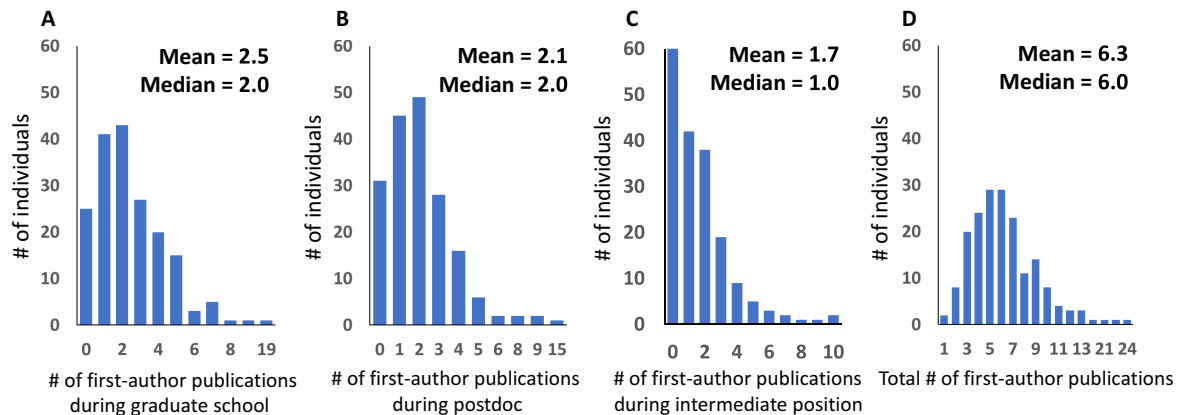 A
Mean = 2.5
Median = 2.0
60
50
40
30
20
10
0
# of individuals
0 2 4 6 8 19
# of first-author publications
during graduate school
B
Mean = 2.1
Median = 2.0
60
50
40
30
20
10
0
# of individuals
0 1 2 3 4 5 6 8 9 15
# of first-author publications
during postdoc
C
Mean = 1.7
Median = 1.0
60
50
40
30
20
10
0
# of individuals
0 2 4 6 8 10
# of first-author publications
during intermediate position
D
Mean = 6.3
Median = 6.0
60
50
40
30
20
10
0
# of individuals
1 3 5 7 9 11 13 21 24
Total # of first-author publications